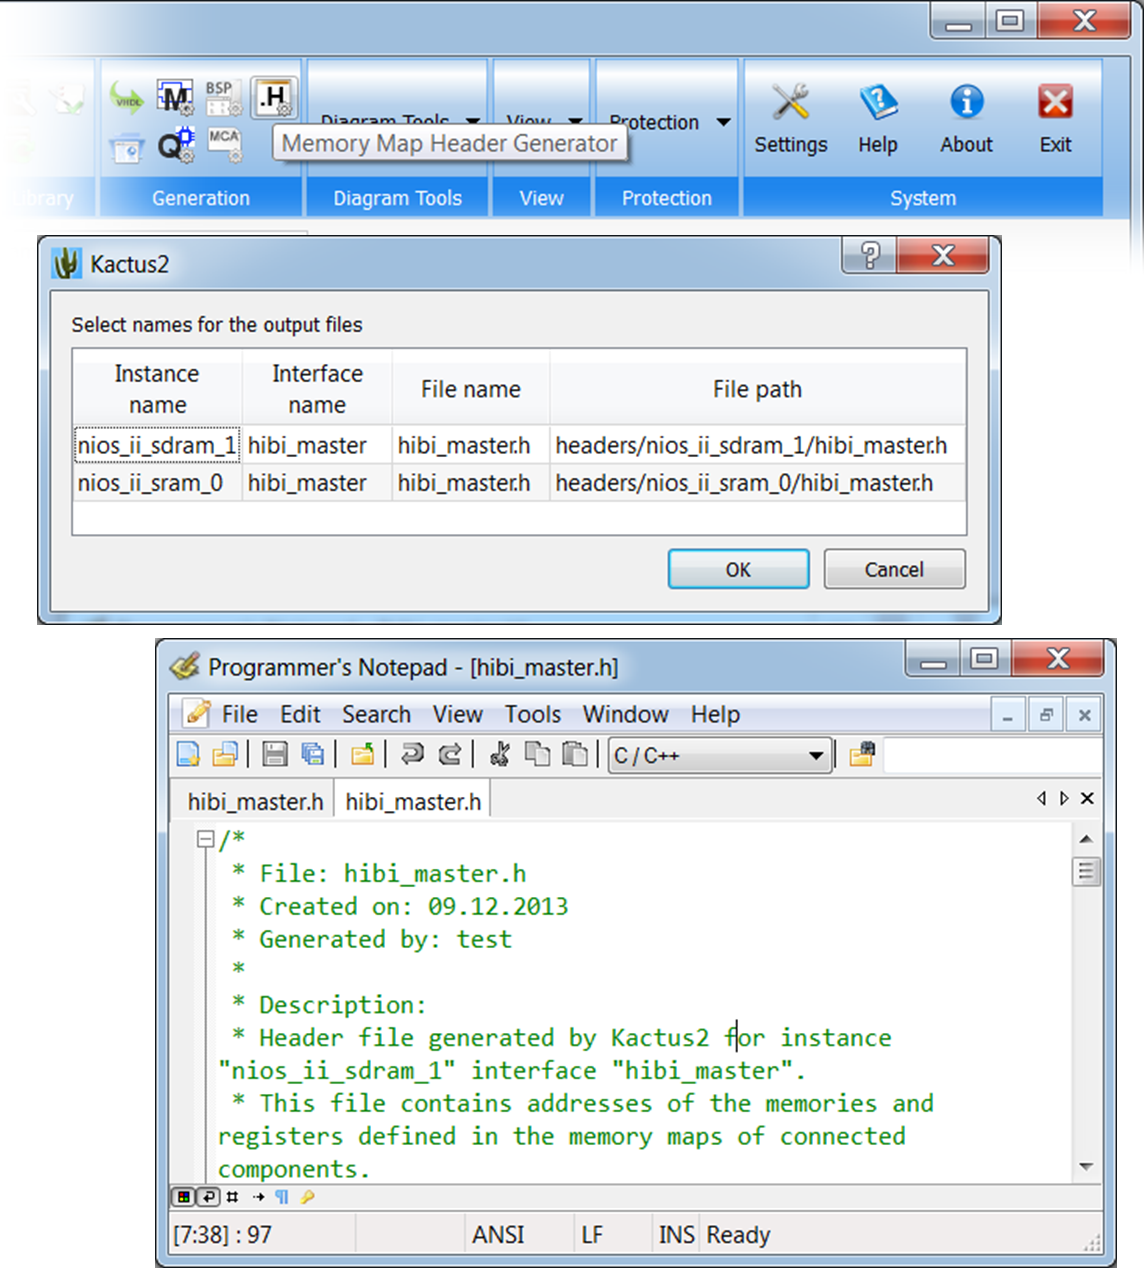 VHDL M BSP .H
Diagram Tools View Protection Settings Help About Exit
Q MCA Memory Map Header Generator
Generation Diagram Tools View Protection System
Kactus2
Select names for the output files
Instance name Interface name File name File path
nios_ii_sdram_1 hibi_master hibi_master.h headers/nios_ii_sdram_1/hibi_master.h
nios_ii_sram_0 hibi_master hibi_master.h headers/nios_ii_sram_0/hibi_master.h
OK Cancel
Programmer's Notepad - [hibi_master.h]
File Edit Search View Tools Window Help
C / C++
hibi_master.h hibi_master.h
/*
* File: hibi_master.h
* Created on: 09.12.2013
* Generated by: test
*
* Description:
* Header file generated by Kactus2 for instance
"nios_ii_sdram_1" interface "hibi_master".
* This file contains addresses of the memories and
registers defined in the memory maps of connected
components.
[7:38] : 97 ANSI LF INS Ready